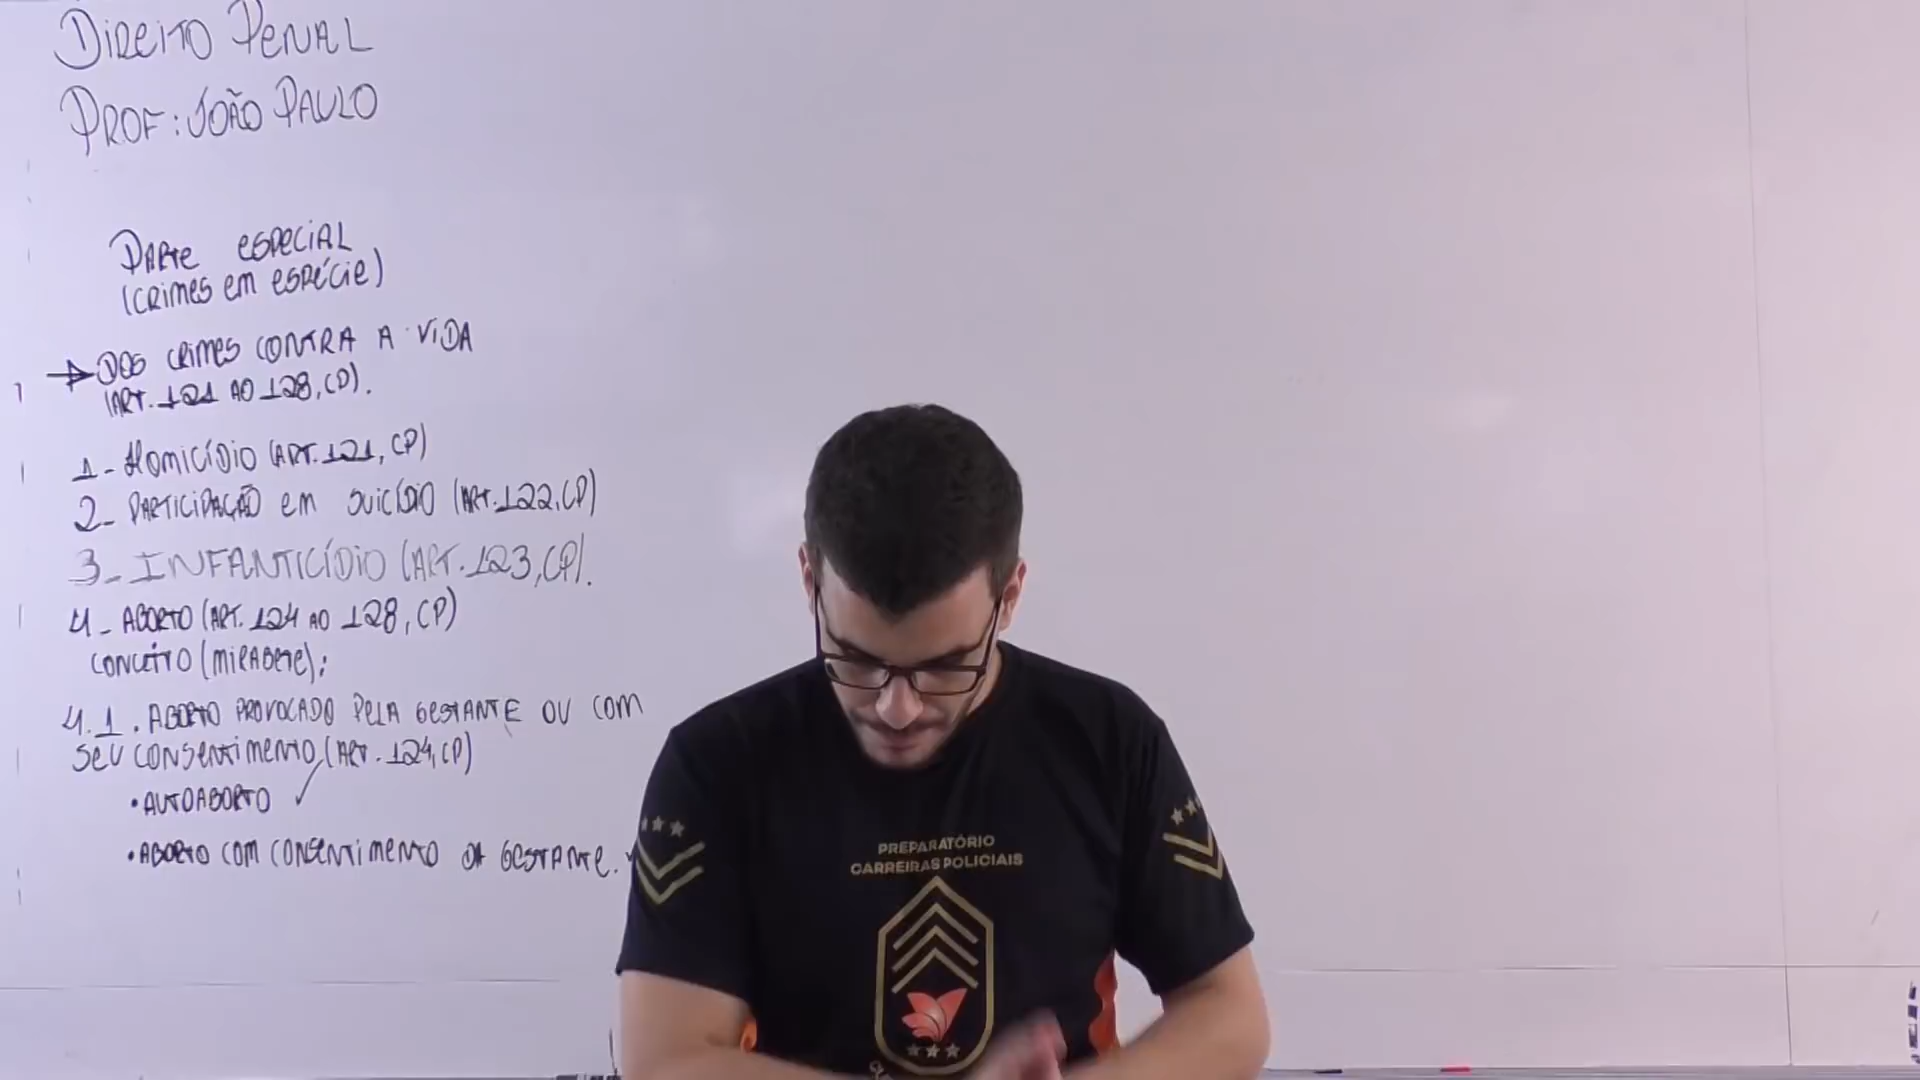 DIREITO PENAL
PROF: JOÃO PAULO
PARTE ESPECIAL
(CRIMES EM ESPÉCIE)
DOS CRIMES CONTRA A VIDA
(ART. 121 AO 128, CP).
1- HOMICÍDIO (ART. 121, CP)
2- PARTICIPAÇÃO EM SUICÍDIO (ART. 122, CP)
3- INFANTICÍDIO (ART. 123, CP).
4- ABORTO (ART. 124 AO 128, CP)
CONCEITO (MIRABETE):
4.1. ABORTO PROVOCADO PELA GESTANTE OU COM
SEU CONSENTIMENTO (ART. 124, CP)
• AUTOABORTO
• ABORTO COM CONSENTIMENTO DA GESTANTE.
PREPARATÓRIO
CARREIRAS POLICIAIS